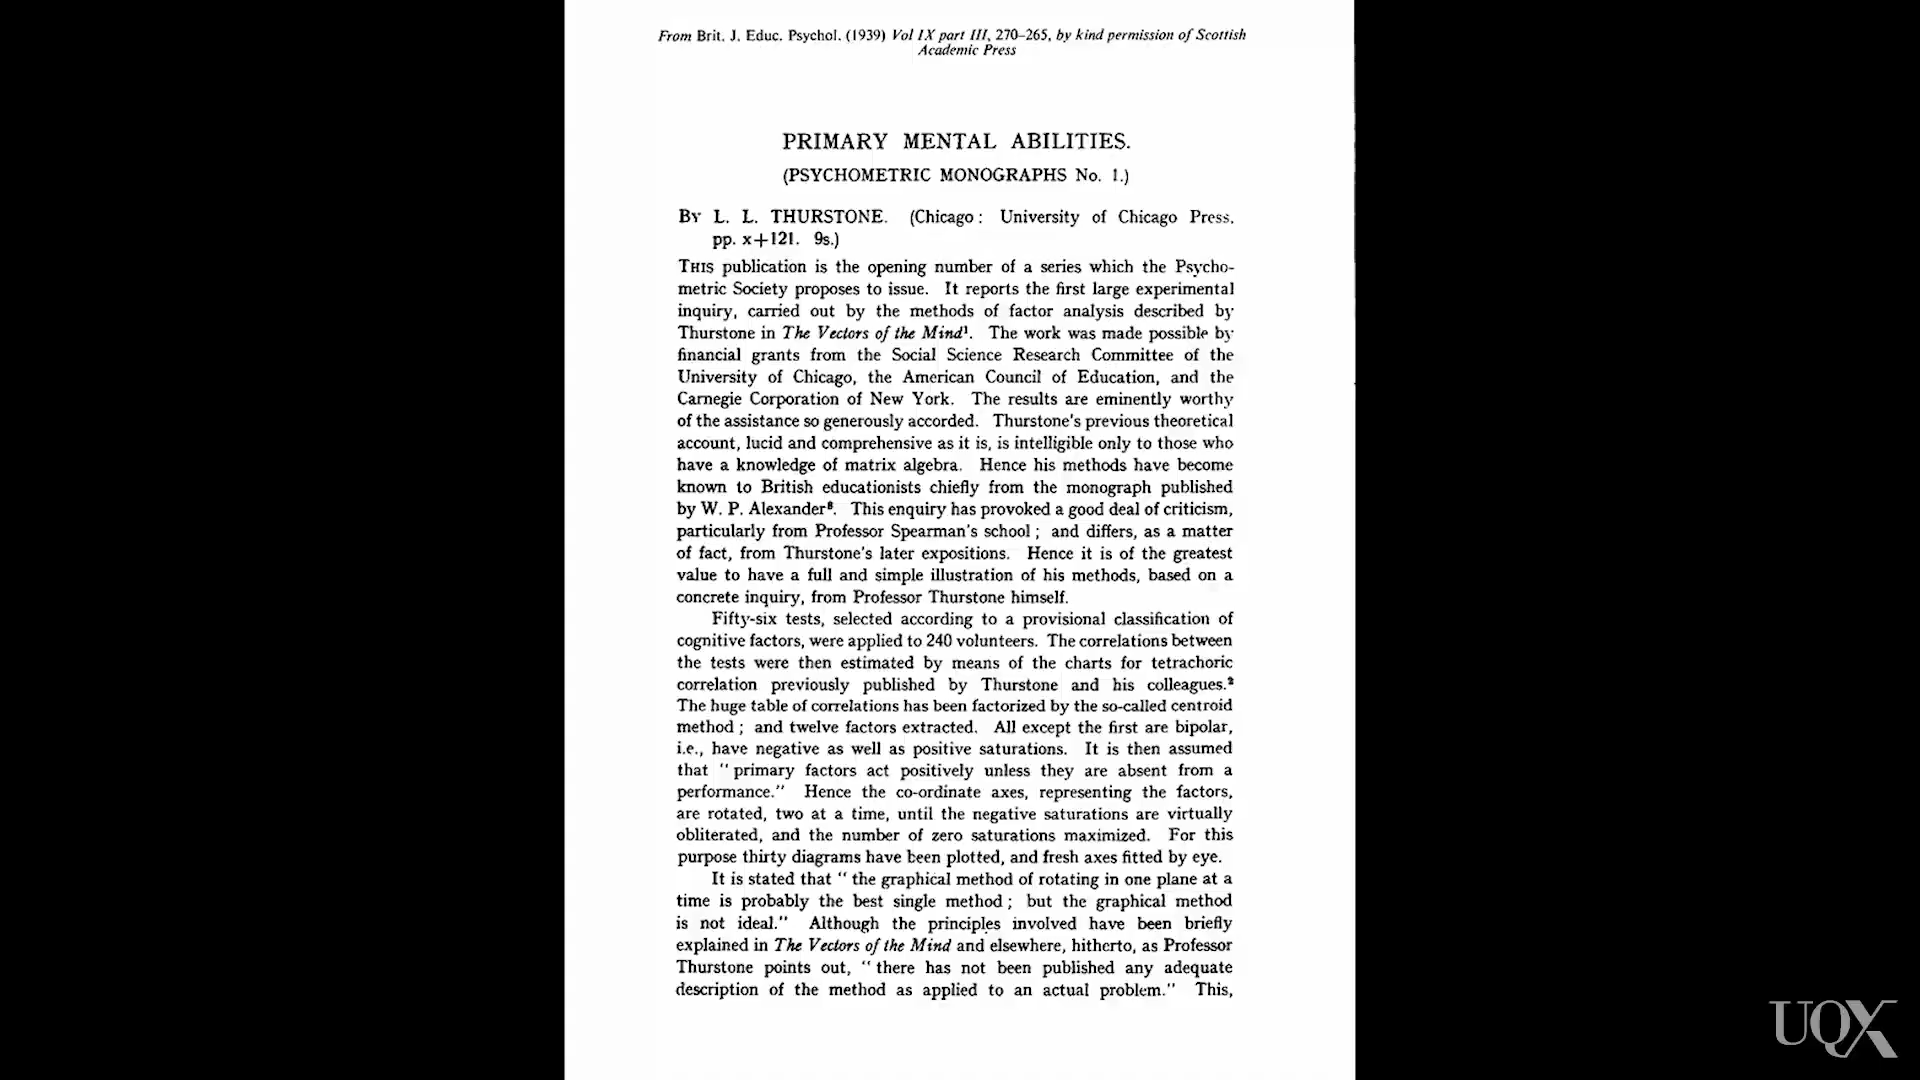 From Brit. J. Educ. Psychol. (1939) Vol IX part III, 270–265, by kind permission of Scottish
Academic Press
PRIMARY MENTAL ABILITIES.
(PSYCHOMETRIC MONOGRAPHS No. 1.)
By L. L. THURSTONE. (Chicago: University of Chicago Press.
pp. x+121. 9s.)
THIS publication is the opening number of a series which the Psycho-
metric Society proposes to issue. It reports the first large experimental
inquiry, carried out by the methods of factor analysis described by
Thurstone in The Vectors of the Mind¹. The work was made possible by
financial grants from the Social Science Research Committee of the
University of Chicago, the American Council of Education, and the
Carnegie Corporation of New York. The results are eminently worthy
of the assistance so generously accorded. Thurstone's previous theoretical
account, lucid and comprehensive as it is, is intelligible only to those who
have a knowledge of matrix algebra. Hence his methods have become
known to British educationists chiefly from the monograph published
by W. P. Alexander⁸. This enquiry has provoked a good deal of criticism,
particularly from Professor Spearman's school; and differs, as a matter
of fact, from Thurstone's later expositions. Hence it is of the greatest
value to have a full and simple illustration of his methods, based on a
concrete inquiry, from Professor Thurstone himself.
Fifty-six tests, selected according to a provisional classification of
cognitive factors, were applied to 240 volunteers. The correlations between
the tests were then estimated by means of the charts for tetrachoric
correlation previously published by Thurstone and his colleagues.²
The huge table of correlations has been factorized by the so-called centroid
method; and twelve factors extracted. All except the first are bipolar,
i.e., have negative as well as positive saturations. It is then assumed
that "primary factors act positively unless they are absent from a
performance." Hence the co-ordinate axes, representing the factors,
are rotated, two at a time, until the negative saturations are virtually
obliterated, and the number of zero saturations maximized. For this
purpose thirty diagrams have been plotted, and fresh axes fitted by eye.
It is stated that "the graphical method of rotating in one plane at a
time is probably the best single method; but the graphical method
is not ideal." Although the principles involved have been briefly
explained in The Vectors of the Mind and elsewhere, hitherto, as Professor
Thurstone points out, "there has not been published any adequate
description of the method as applied to an actual problem." This,
UQX